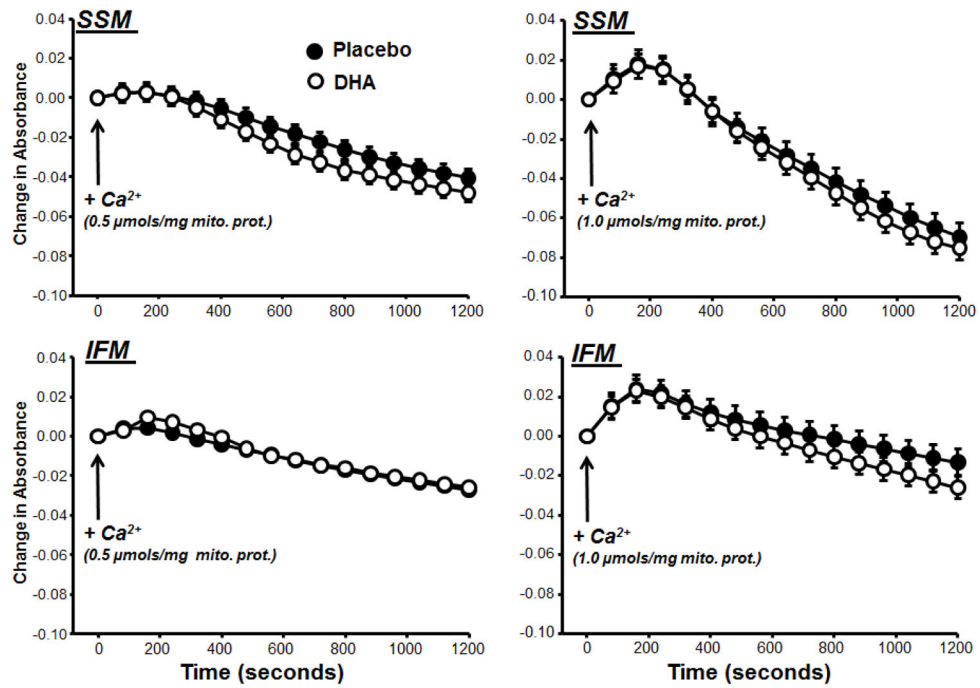 SSM
Placebo
DHA
Change in Absorbance
0.04
0.02
0.00
-0.02
-0.04
-0.06
-0.08
-0.10
+ Ca²⁺
(0.5 µmols/mg mito. prot.)
0 200 400 600 800 1000 1200
SSM
0.04
0.02
0.00
-0.02
-0.04
-0.06
-0.08
-0.10
+ Ca²⁺
(1.0 µmols/mg mito. prot.)
0 200 400 600 800 1000 1200
IFM
Change in Absorbance
0.04
0.02
0.00
-0.02
-0.04
-0.06
-0.08
-0.10
+ Ca²⁺
(0.5 µmols/mg mito. prot.)
0 200 400 600 800 1000 1200
Time (seconds)
IFM
0.04
0.02
0.00
-0.02
-0.04
-0.06
-0.08
-0.10
+ Ca²⁺
(1.0 µmols/mg mito. prot.)
0 200 400 600 800 1000 1200
Time (seconds)